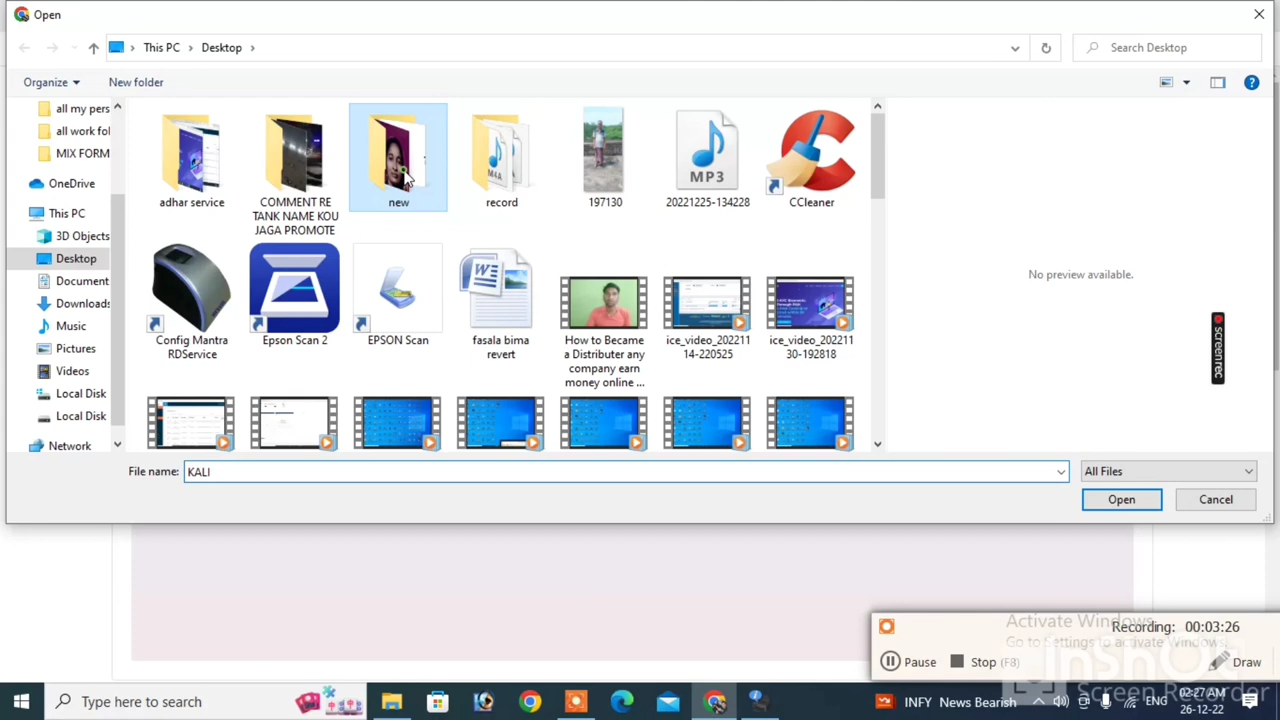 Open
This PC
Desktop
Search Desktop
Organize
New folder
all my pers
all work fol
MIX FORM
OneDrive
This PC
3D Objects
Desktop
Document
Downloads
Music
Pictures
Videos
Local Disk
Local Disk
Network
adhar service
COMMENT RE
TANK NAME KOU
JAGA PROMOTE
new
record
M4A
197130
MP3
20221225-134228
CCleaner
Config Mantra
RDService
Epson Scan 2
EPSON Scan
fasala bima
revert
How to Became
a Distributer any
company earn
money online ...
ice_video_202211
14-220525
ice_video_202211
30-192818
No preview available.
screenrec
File name:
KALI
All Files
Open
Cancel
Activate Windows
Go to Settings to activate Windows.
Recording: 00:03:26
Pause
Stop (F8)
Draw
InShOt
Screen Recorder
Type here to search
INFY
News Bearish
ENG
02:27 AM
26-12-22